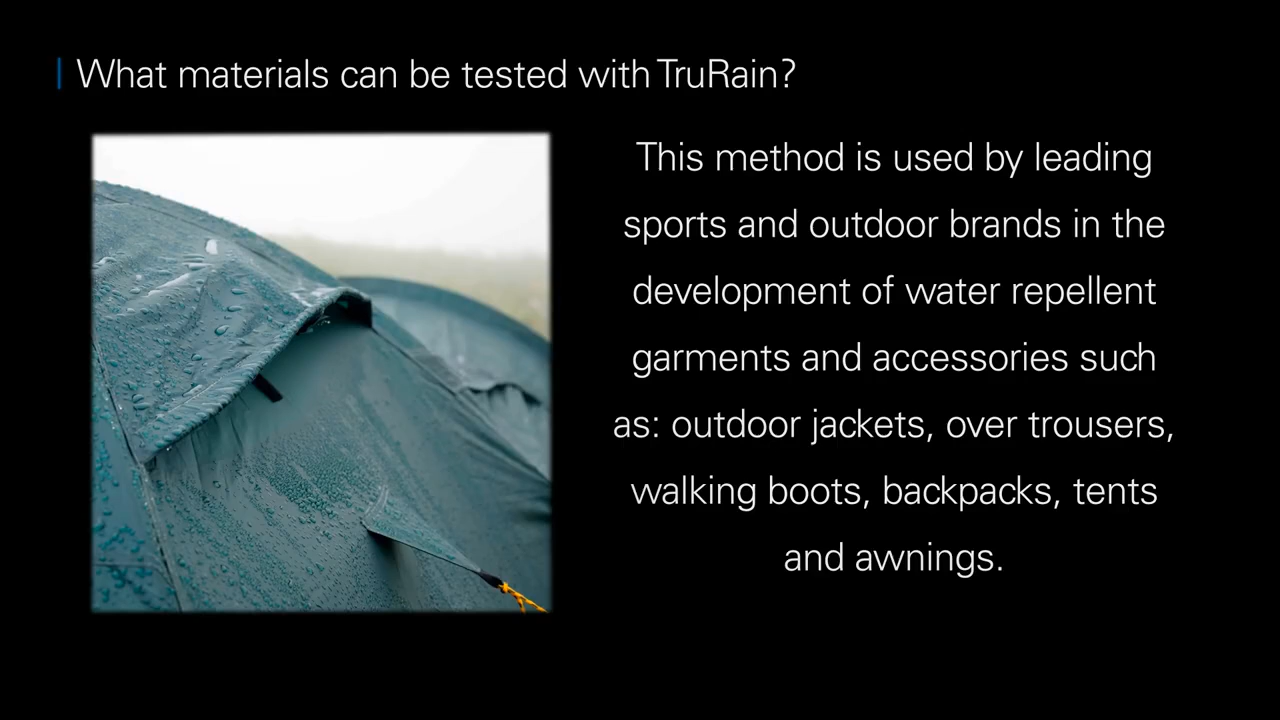 What materials can be tested with TruRain?
This method is used by leading
sports and outdoor brands in the
development of water repellent
garments and accessories such
as: outdoor jackets, over trousers,
walking boots, backpacks, tents
and awnings.